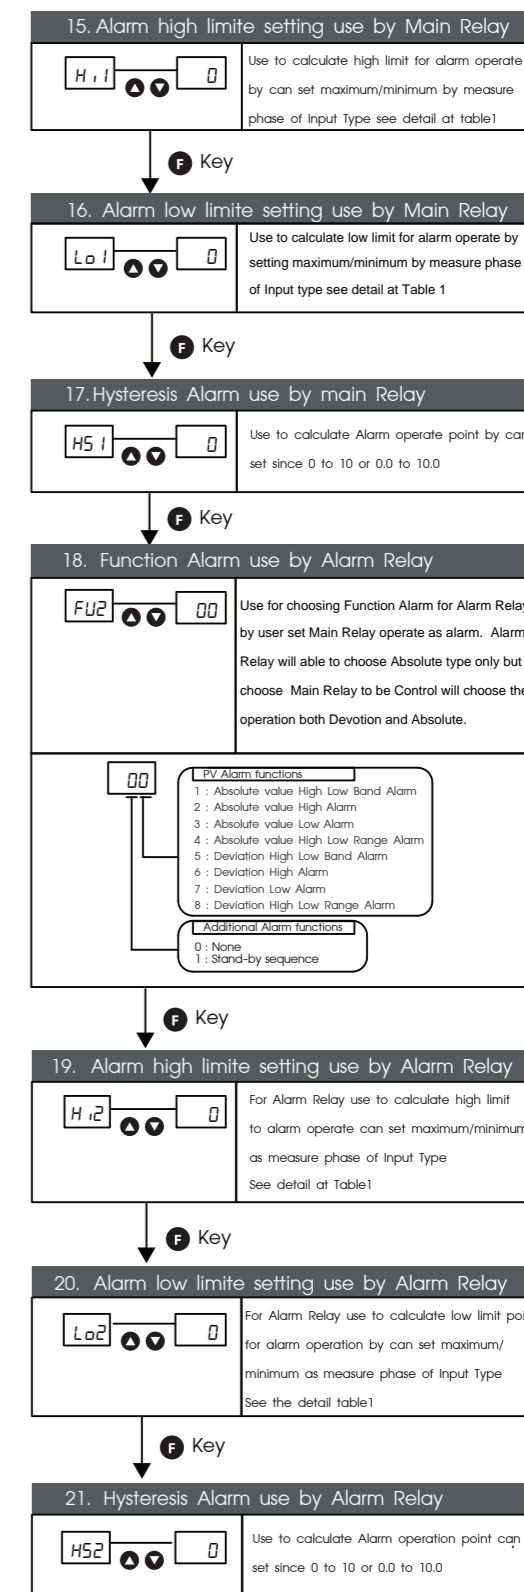 15. Alarm high limite setting use by Main Relay
Hi1
0
Use to calculate high limit for alarm operate
by can set maximum/minimum by measure
phase of Input Type see detail at table1
F Key
16. Alarm low limite setting use by Main Relay
Lo1
0
Use to calculate low limit for alarm operate by
setting maximum/minimum by measure phase
of Input type see detail at Table 1
F Key
17. Hysteresis Alarm use by main Relay
HS1
0
Use to calculate Alarm operate point by can
set since 0 to 10 or 0.0 to 10.0
F Key
18. Function Alarm use by Alarm Relay
FU2
00
Use for choosing Function Alarm for Alarm Relay
by user set Main Relay operate as alarm. Alarm
Relay will able to choose Absolute type only but
choose Main Relay to be Control will choose the
operation both Devotion and Absolute.
00
PV Alarm functions
1 : Absolute value High Low Band Alarm
2 : Absolute value High Alarm
3 : Absolute value Low Alarm
4 : Absolute value High Low Range Alarm
5 : Deviation High Low Band Alarm
6 : Deviation High Alarm
7 : Deviation Low Alarm
8 : Deviation High Low Range Alarm
Additional Alarm functions
0 : None
1 : Stand-by sequence
F Key
19. Alarm high limite setting use by Alarm Relay
Hi2
0
For Alarm Relay use to calculate high limit
to alarm operate can set maximum/minimum
as measure phase of Input Type
See detail at Table1
F Key
20. Alarm low limite setting use by Alarm Relay
Lo2
0
For Alarm Relay use to calculate low limit poi
for alarm operation by can set maximum/
minimum as measure phase of Input Type
See the detail table1
F Key
21. Hysteresis Alarm use by Alarm Relay
HS2
0
Use to calculate Alarm operation point can
set since 0 to 10 or 0.0 to 10.0